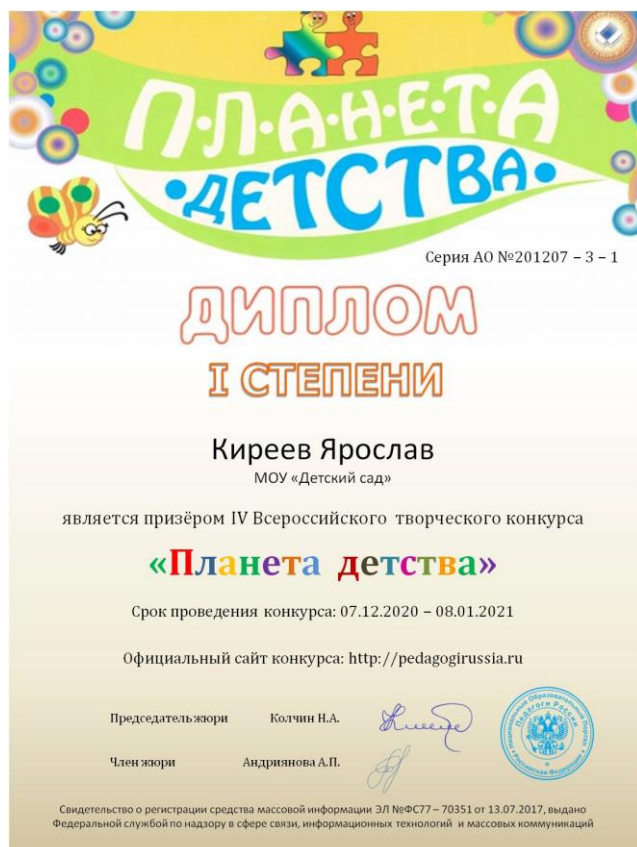 П·Л·А·Н·Е·Т·А
•ДЕТСТВА•
Серия АО №201207 – 3 – 1
ДИПЛОМ
I СТЕПЕНИ
Киреев Ярослав
МОУ «Детский сад»
является призёром IV Всероссийского творческого конкурса
«Планета детства»
Срок проведения конкурса: 07.12.2020 – 08.01.2021
Официальный сайт конкурса: http://pedagogirussia.ru
Председатель жюри Колчин Н.А.
Член жюри Андриянова А.П.
Национальный Образовательный Портал
Педагоги России
Российская Федерация
Свидетельство о регистрации средства массовой информации ЭЛ №ФС77 – 70351 от 13.07.2017, выдано
Федеральной службой по надзору в сфере связи, информационных технологий и массовых коммуникаций